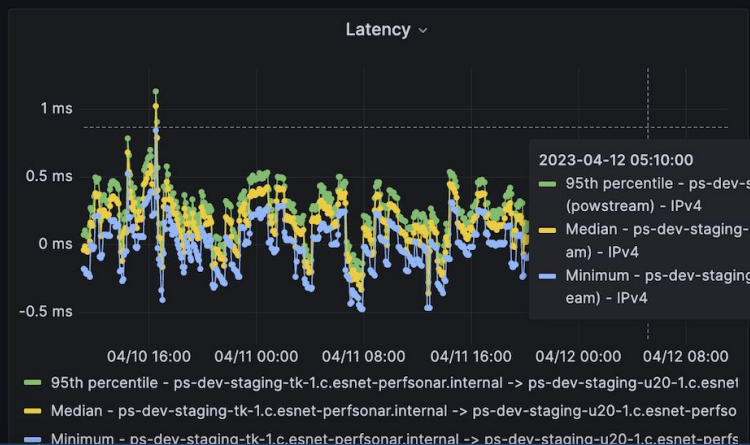 Latency
1 ms
0.5 ms
0 ms
-0.5 ms
2023-04-12 05:10:00
95th percentile - ps-dev-s
(powstream) - IPv4
Median - ps-dev-staging-
am) - IPv4
Minimum - ps-dev-staging
eam) - IPv4
04/10 16:00 04/11 00:00 04/11 08:00 04/11 16:00 04/12 00:00 04/12 08:00
95th percentile - ps-dev-staging-tk-1.c.esnet-perfsonar.internal -> ps-dev-staging-u20-1.c.esnet
Median - ps-dev-staging-tk-1.c.esnet-perfsonar.internal -> ps-dev-staging-u20-1.c.esnet-perfso
Minimum - ps-dev-staging-tk-1.c.esnet-perfsonar.internal -> ps-dev-staging-u20-1.c.esnet-perfs